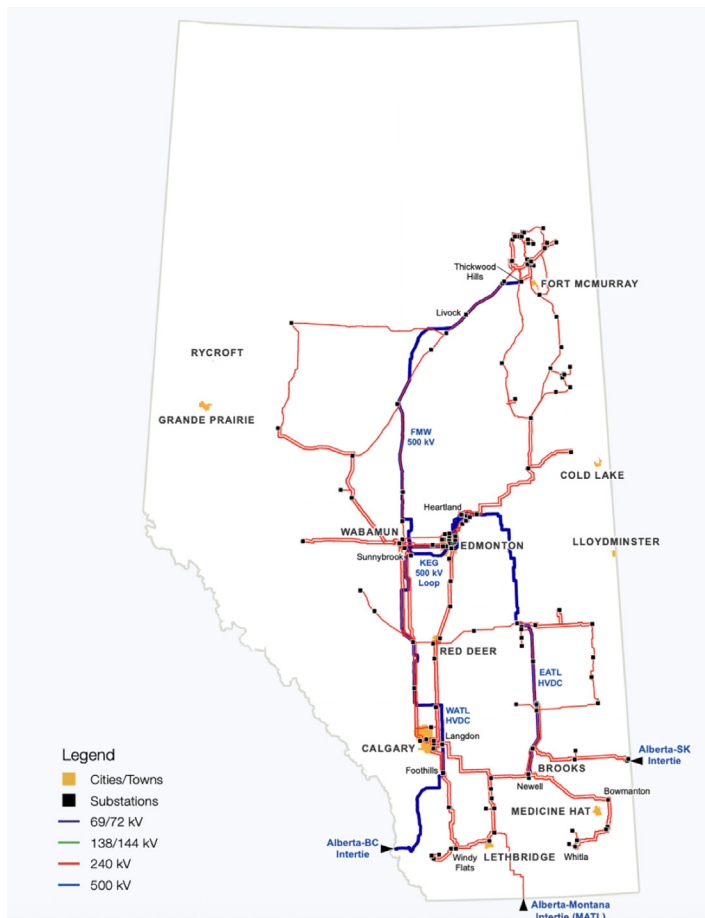 Thickwood
Hills
FORT MCMURRAY
Livock
RYCROFT
GRANDE PRAIRIE
FMW
500 kV
COLD LAKE
Heartland
WABAMUN
EDMONTON
LLOYDMINSTER
Sunnybrook
KEG
500 kV
Loop
RED DEER
EATL
HVDC
WATL
HVDC
Langdon
CALGARY
Alberta-SK
Intertie
Foothills
BROOKS
Newell
Bowmanton
MEDICINE HAT
Alberta-BC
Intertie
Windy
Flats
LETHBRIDGE
Whitla
Alberta-Montana
Intertie (MATL)
Legend
Cities/Towns
Substations
69/72 kV
138/144 kV
240 kV
500 kV